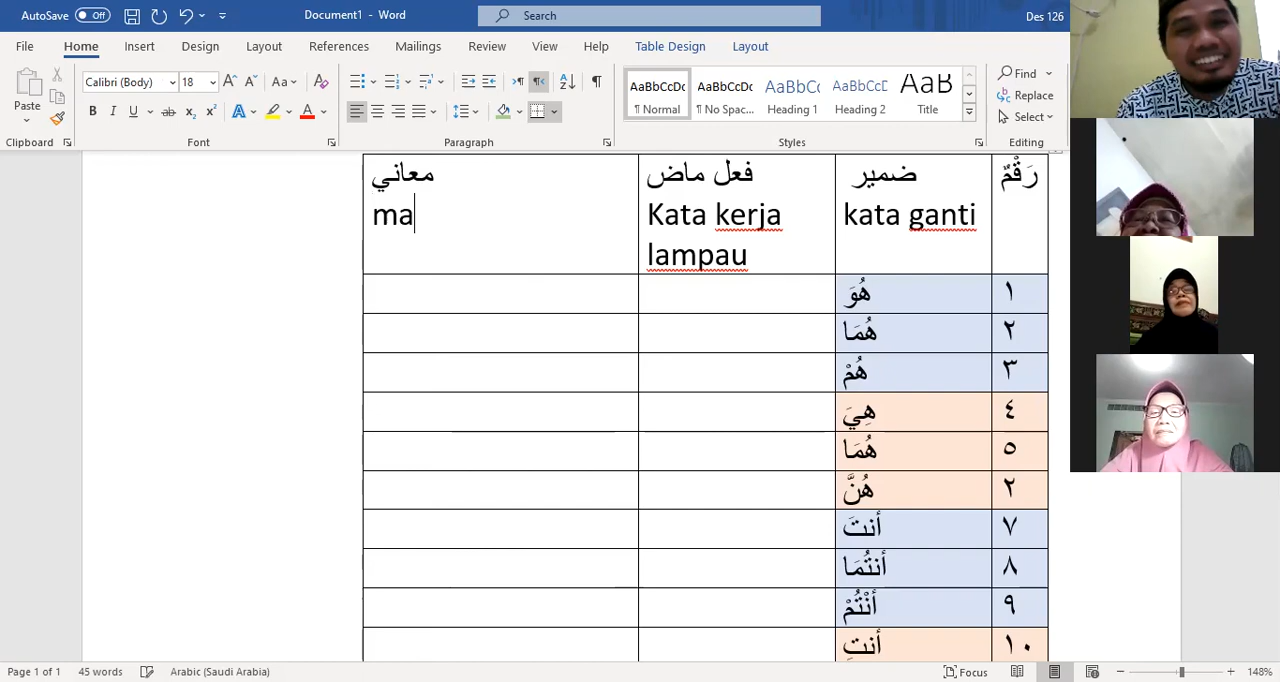 AutoSave Off Document1 - Word Search Des 126
File Home Insert Design Layout References Mailings Review View Help Table Design Layout
Paste Calibri (Body) 18 Aa AaBbCcDc AaBbCcDc AaBbCc AaBbCcD AaB Find
¶ Normal ¶ No Spac... Heading 1 Heading 2 Title Replace
Select
Clipboard Font Paragraph Styles Editing
رَقْمٌ ضمير فعل ماض معاني
kata ganti Kata kerja ma
lampau
١ هُوَ
٢ هُمَا
٣ هُمْ
٤ هِيَ
٥ هُمَا
٢ هُنَّ
٧ أنتَ
٨ أنتُمَا
٩ أنْتُمْ
١٠ أنتِ
Page 1 of 1 45 words Arabic (Saudi Arabia) Focus 148%